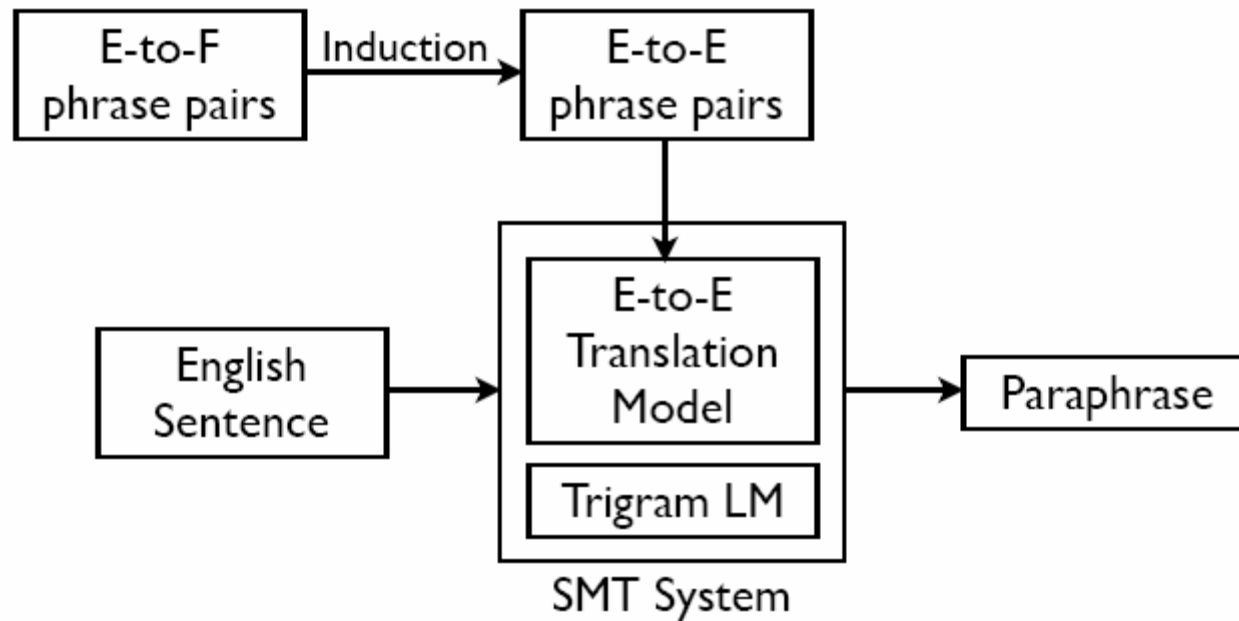 E-to-F
phrase pairs
Induction
E-to-E
phrase pairs
E-to-E
Translation
Model
English
Sentence
Paraphrase
Trigram LM
SMT System